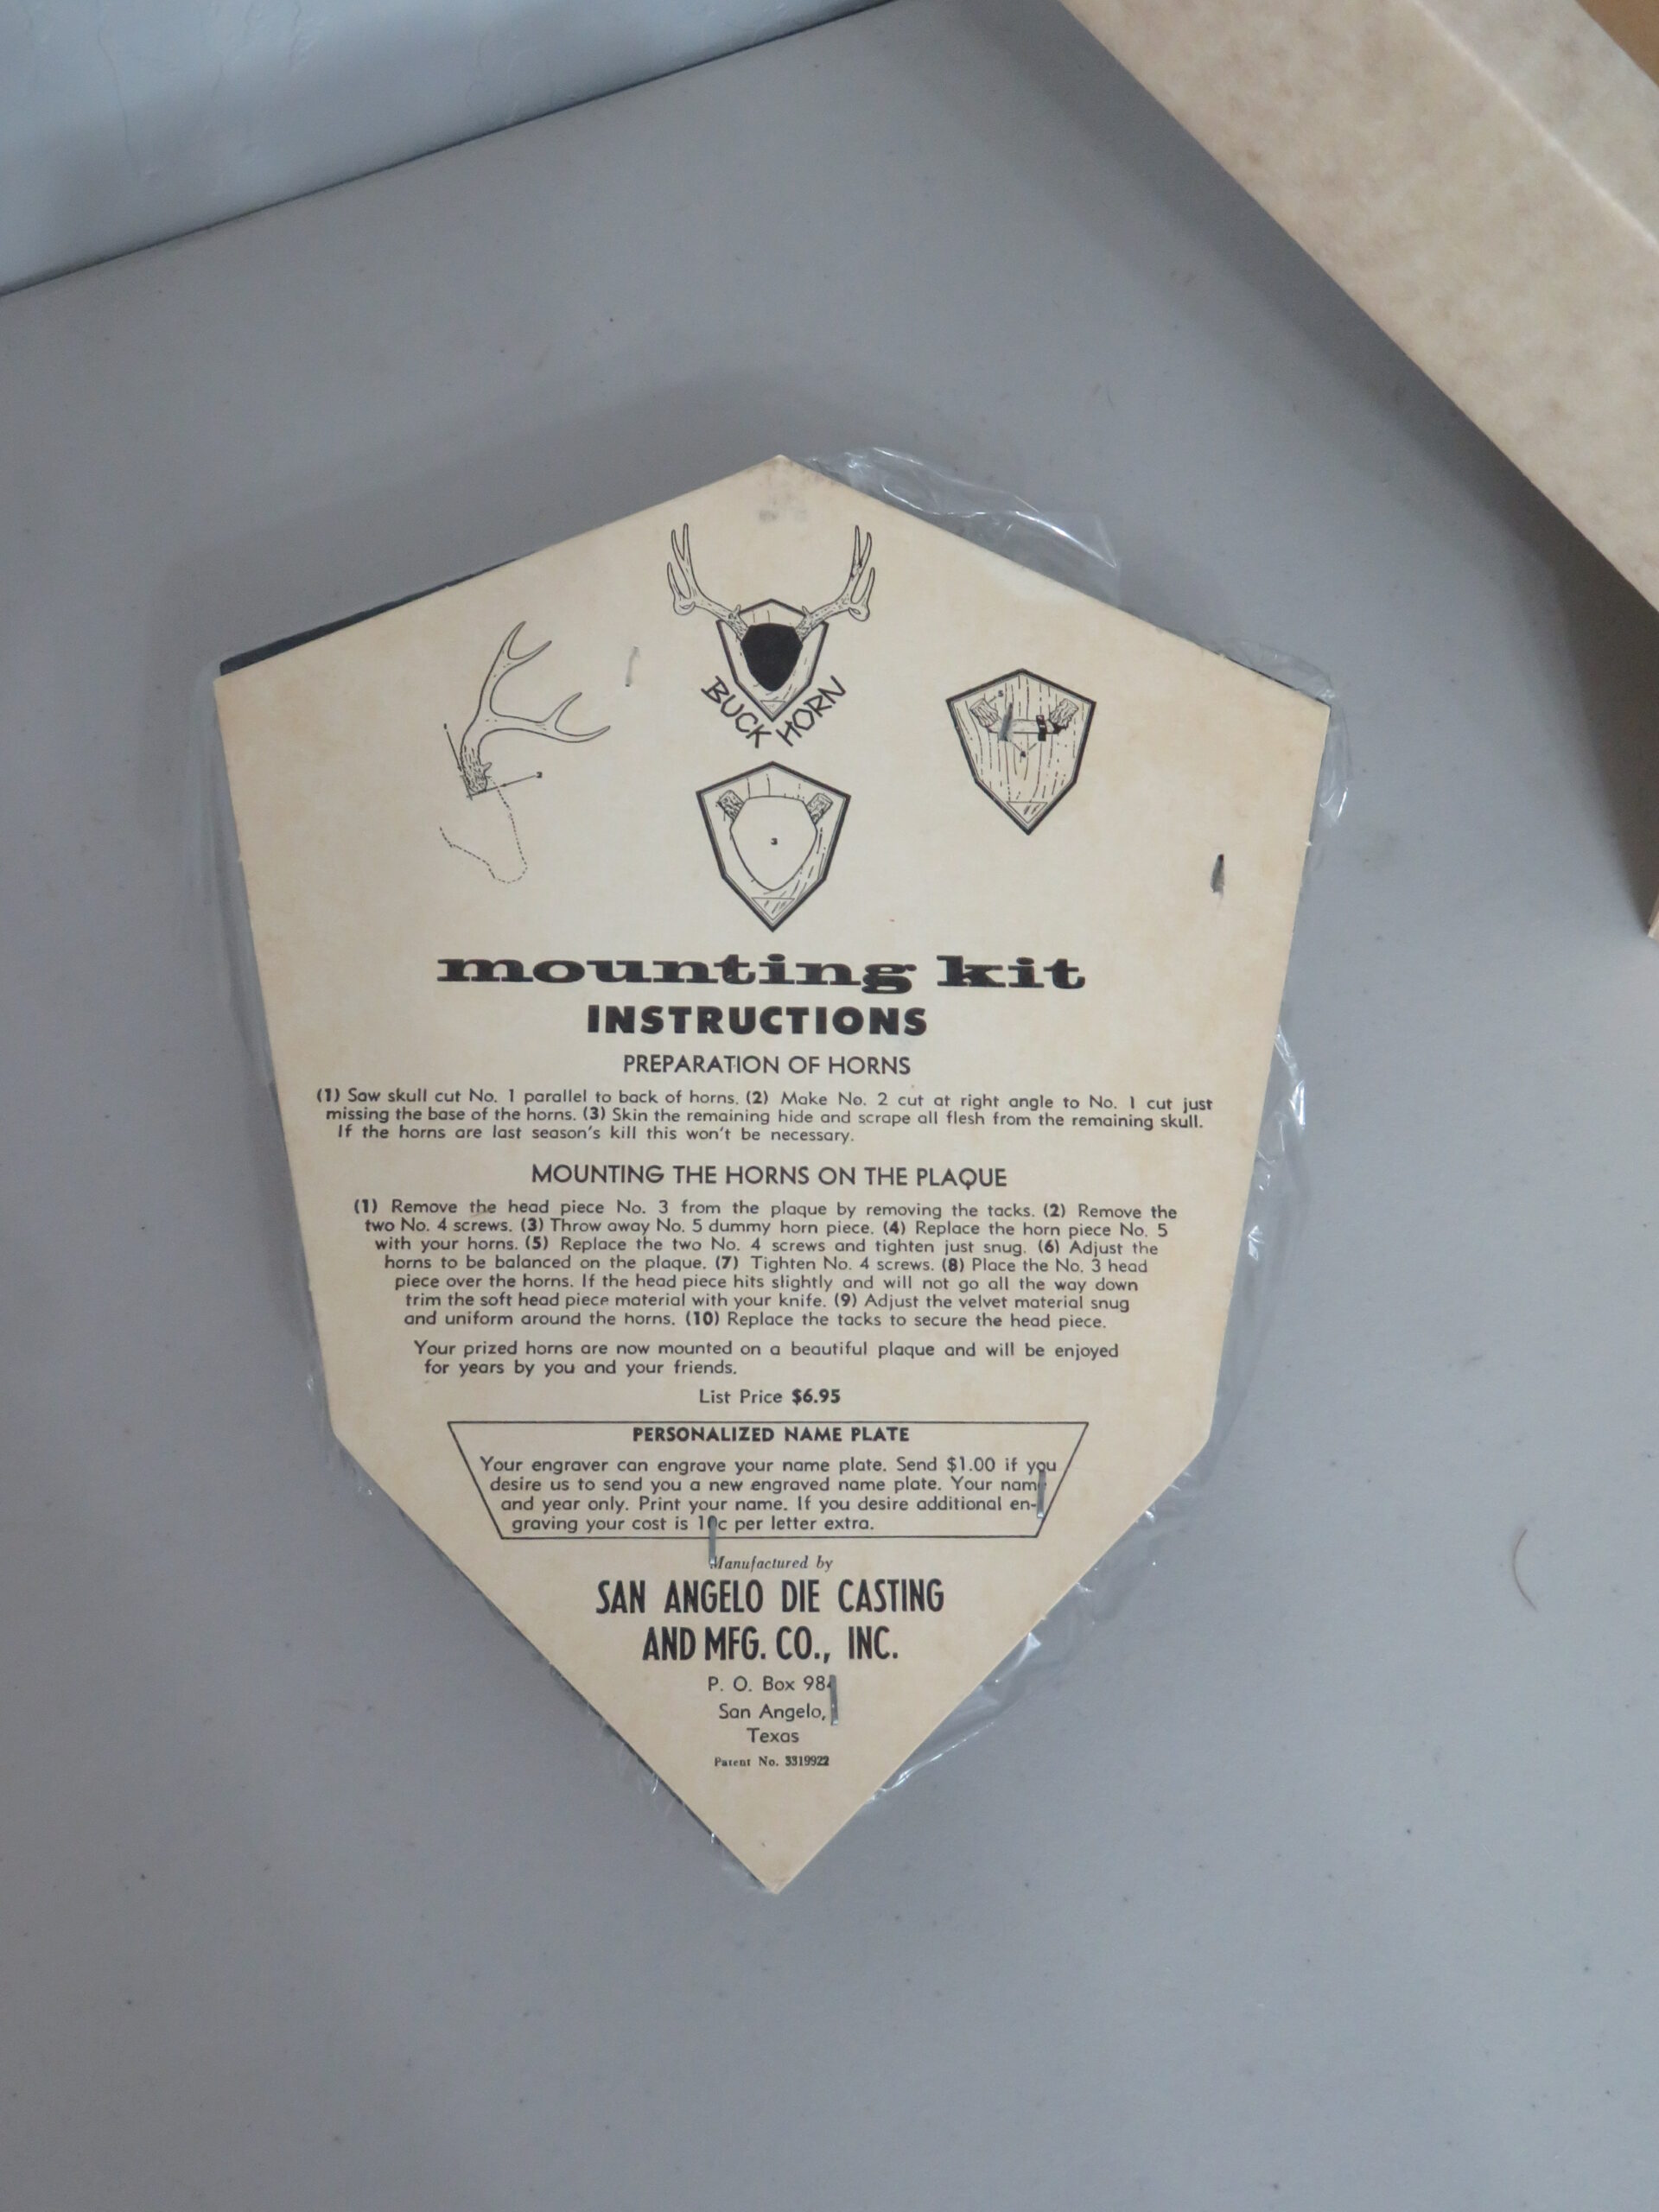 BUCK HORN
1
2
5
4
3
mounting kit
INSTRUCTIONS
PREPARATION OF HORNS
(1) Saw skull cut No. 1 parallel to back of horns. (2) Make No. 2 cut at right angle to No. 1 cut just
missing the base of the horns. (3) Skin the remaining hide and scrape all flesh from the remaining skull.
If the horns are last season's kill this won't be necessary.
MOUNTING THE HORNS ON THE PLAQUE
(1) Remove the head piece No. 3 from the plaque by removing the tacks. (2) Remove the
two No. 4 screws. (3) Throw away No. 5 dummy horn piece. (4) Replace the horn piece No. 5
with your horns. (5) Replace the two No. 4 screws and tighten just snug. (6) Adjust the
horns to be balanced on the plaque. (7) Tighten No. 4 screws. (8) Place the No. 3 head
piece over the horns. If the head piece hits slightly and will not go all the way down
trim the soft head piece material with your knife. (9) Adjust the velvet material snug
and uniform around the horns. (10) Replace the tacks to secure the head piece.
Your prized horns are now mounted on a beautiful plaque and will be enjoyed
for years by you and your friends.
List Price $6.95
PERSONALIZED NAME PLATE
Your engraver can engrave your name plate. Send $1.00 if you
desire us to send you a new engraved name plate. Your name
and year only. Print your name. If you desire additional en-
graving your cost is 10c per letter extra.
Manufactured by
SAN ANGELO DIE CASTING
AND MFG. CO., INC.
P. O. Box 984
San Angelo,
Texas
Patent No. 3319922